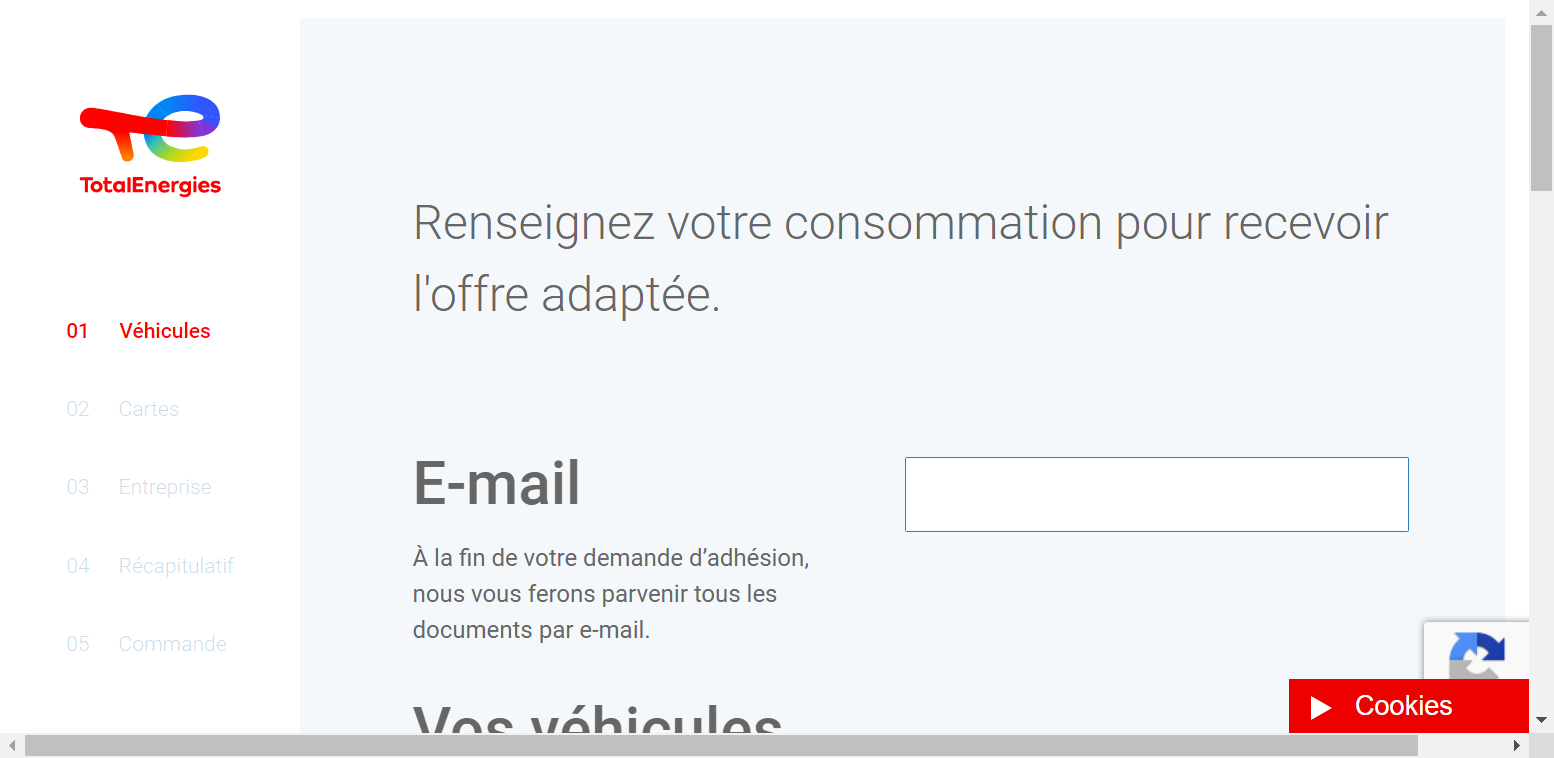 TotalEnergies
01 Véhicules
02 Cartes
03 Entreprise
04 Récapitulatif
05 Commande
Renseignez votre consommation pour recevoir
l'offre adaptée.
E-mail
À la fin de votre demande d’adhésion,
nous vous ferons parvenir tous les
documents par e-mail.
Vos véhicules
Cookies